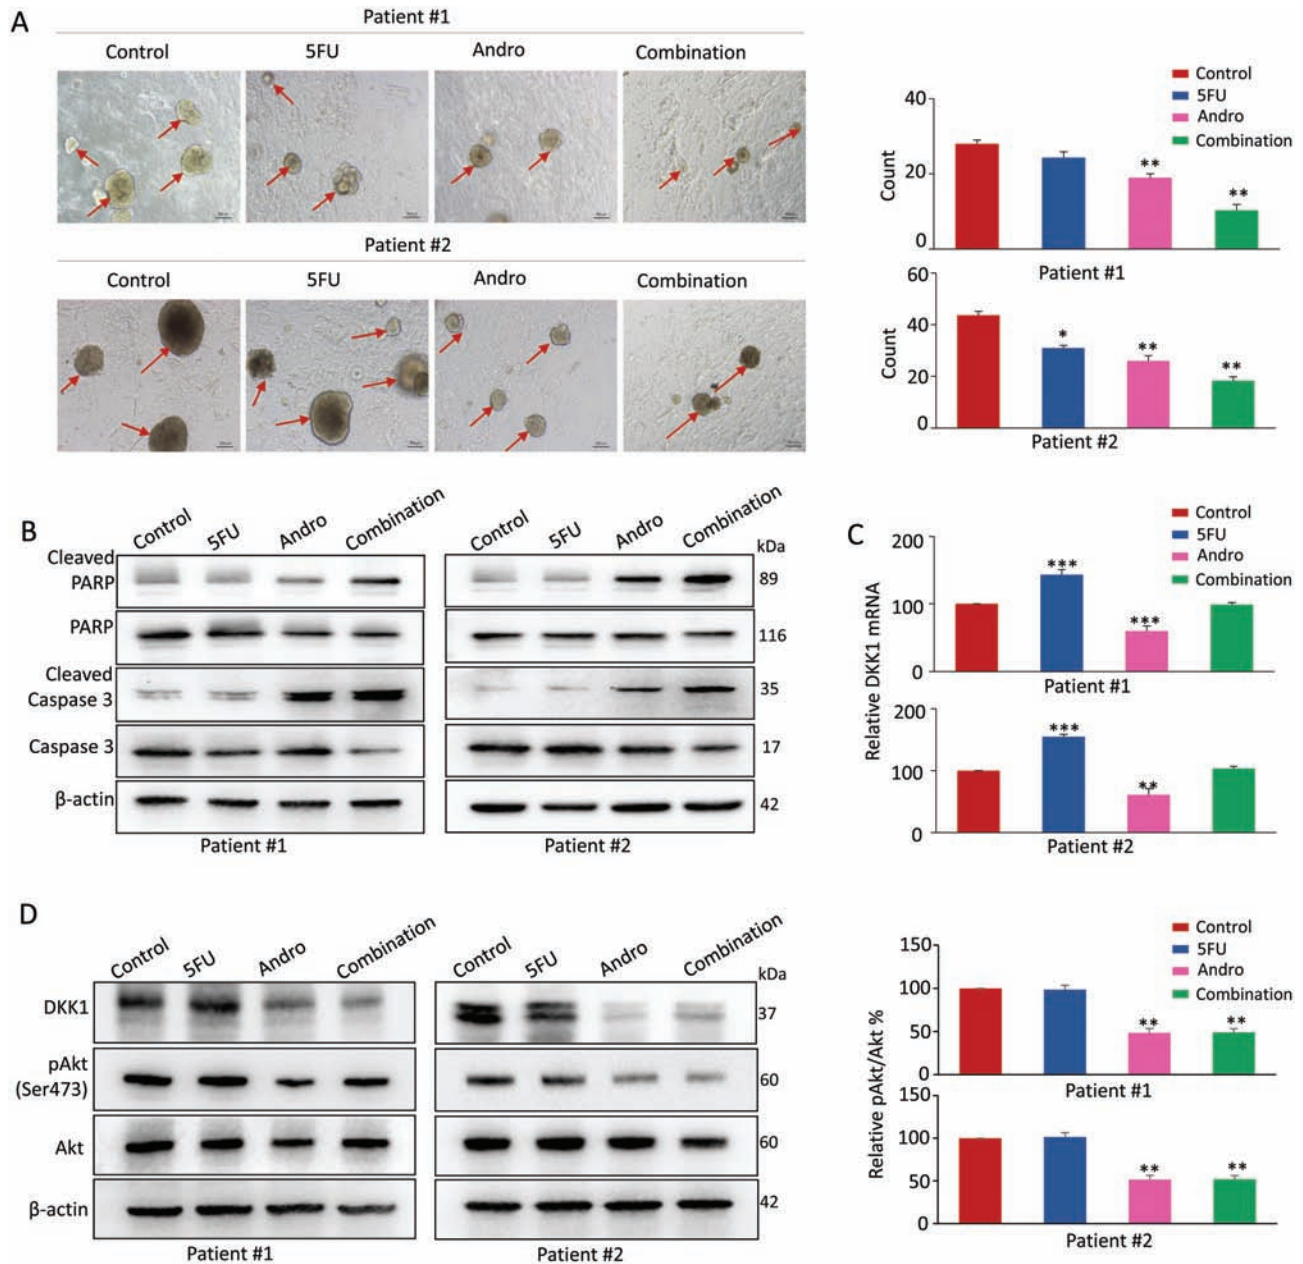 A
Patient #1
Control 5FU Andro Combination
Patient #2
Control 5FU Andro Combination
Control
5FU
Andro
Combination
Count
40
20
0
Patient #1
Count
60
40
20
0
** **
* ** **
Patient #2
B
Control 5FU Andro Combination
Control 5FU Andro Combination
kDa
Cleaved
PARP
89
PARP
116
Cleaved
Caspase 3
35
Caspase 3
17
β-actin
42
Patient #1
Patient #2
C
Control
5FU
Andro
Combination
Relative DKK1 mRNA
200
100
0
*** ***
Patient #1
200
100
0
*** **
Patient #2
D
Control 5FU Andro Combination
Control 5FU Andro Combination
kDa
DKK1
37
pAkt
(Ser473)
60
Akt
60
β-actin
42
Patient #1
Patient #2
Control
5FU
Andro
Combination
Relative pAkt/Akt %
150
100
50
0
** **
Patient #1
150
100
50
0
** **
Patient #2